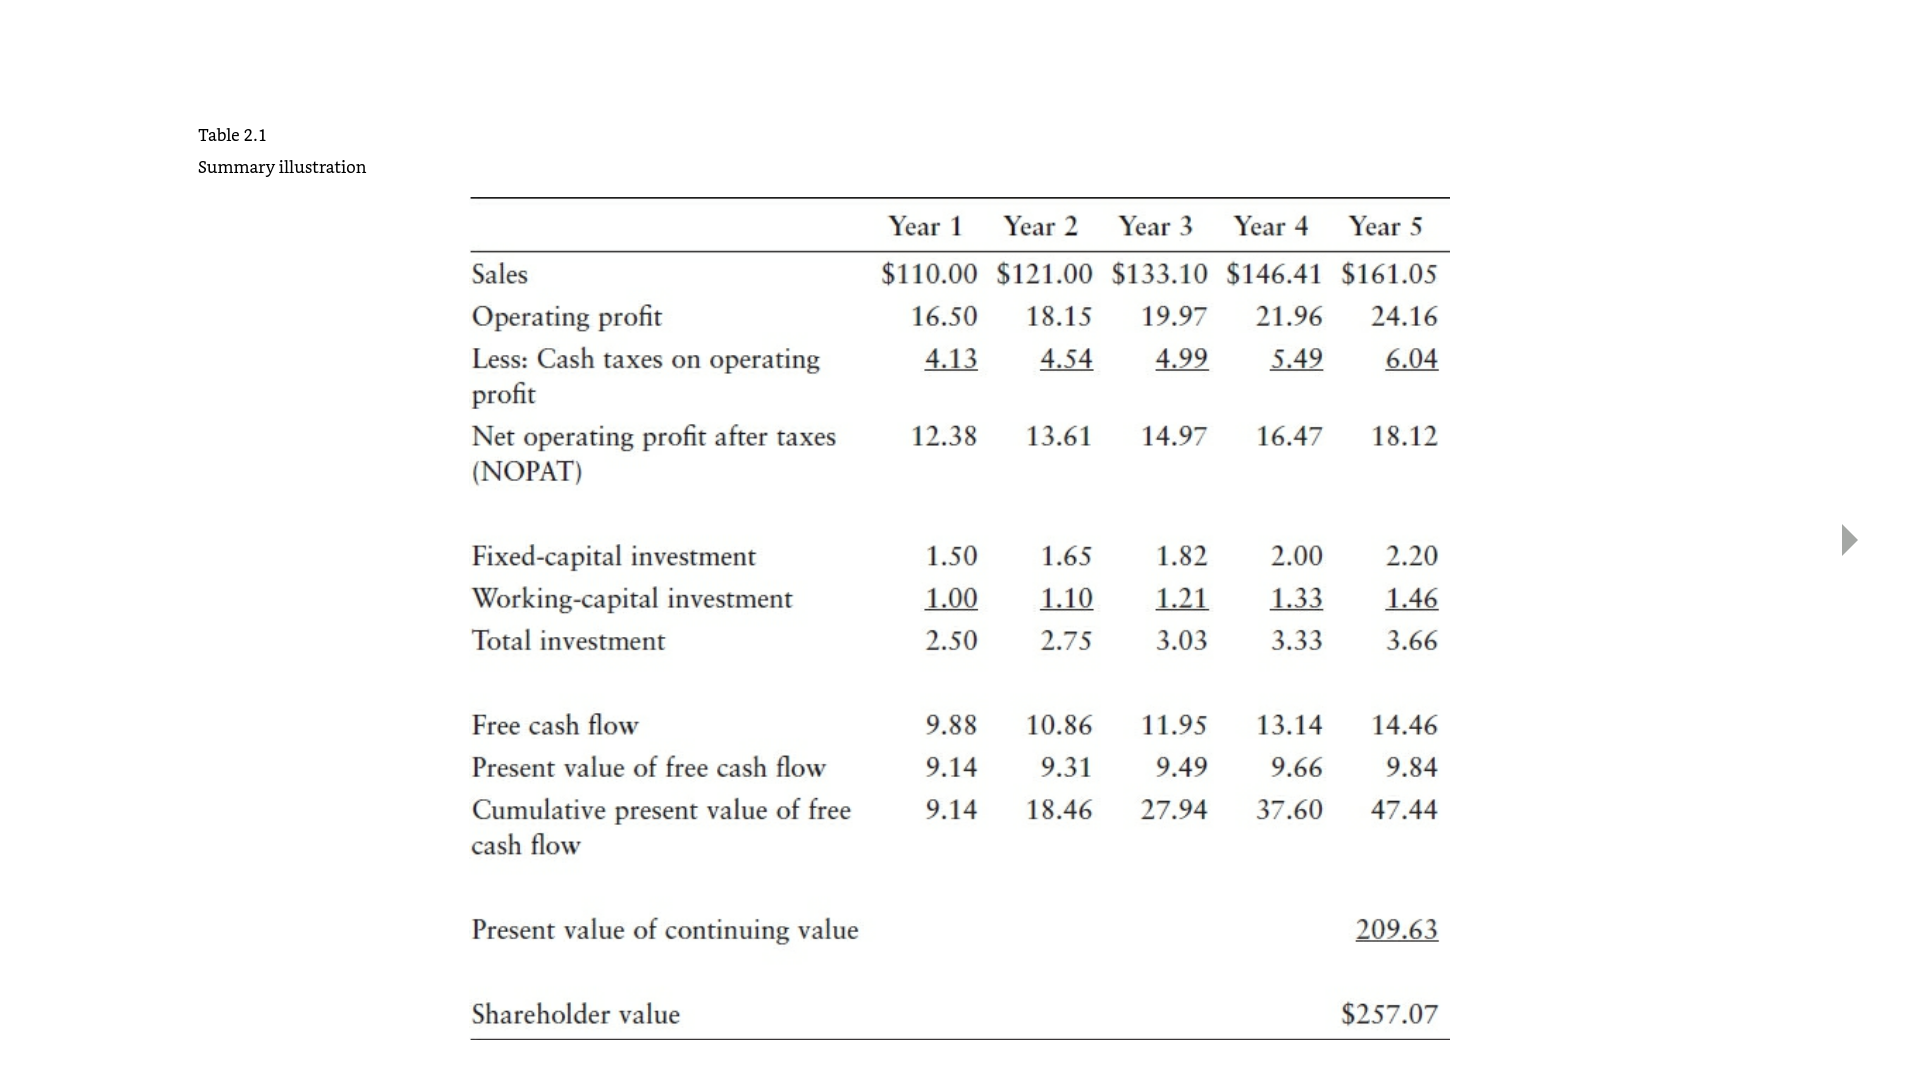 Table 2.1
Summary illustration
Year 1 Year 2 Year 3 Year 4 Year 5
Sales $110.00 $121.00 $133.10 $146.41 $161.05
Operating profit 16.50 18.15 19.97 21.96 24.16
Less: Cash taxes on operating 4.13 4.54 4.99 5.49 6.04
profit
Net operating profit after taxes 12.38 13.61 14.97 16.47 18.12
(NOPAT)
Fixed-capital investment 1.50 1.65 1.82 2.00 2.20
Working-capital investment 1.00 1.10 1.21 1.33 1.46
Total investment 2.50 2.75 3.03 3.33 3.66
Free cash flow 9.88 10.86 11.95 13.14 14.46
Present value of free cash flow 9.14 9.31 9.49 9.66 9.84
Cumulative present value of free 9.14 18.46 27.94 37.60 47.44
cash flow
Present value of continuing value 209.63
Shareholder value $257.07